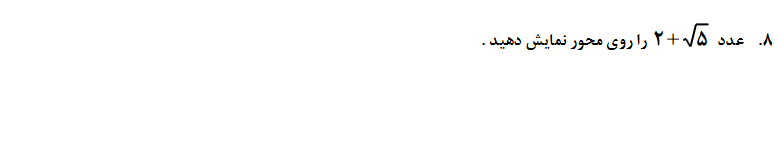 ۸. عدد ۲+√۵ را روی محور نمایش دهید .